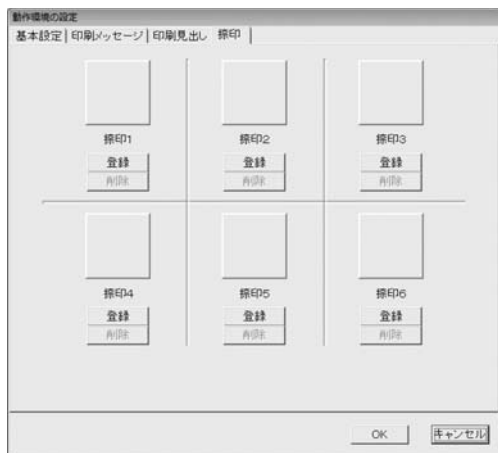 動作環境の設定
基本設定 印刷メッセージ 印刷見出し 捺印
捺印1 捺印2 捺印3
登録 登録 登録
削除 削除 削除
捺印4 捺印5 捺印6
登録 登録 登録
削除 削除 削除
OK キャンセル